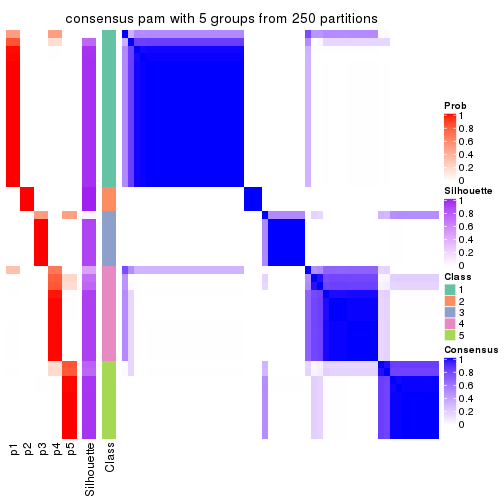 consensus pam with 5 groups from 250 partitions
Prob
1
0.8
0.6
0.4
0.2
0
Silhouette
1
0.8
0.6
0.4
0.2
0
Class
1
2
3
4
5
Consensus
1
0.8
0.6
0.4
0.2
0
p1
p2
p3
p4
p5
Silhouette
Class